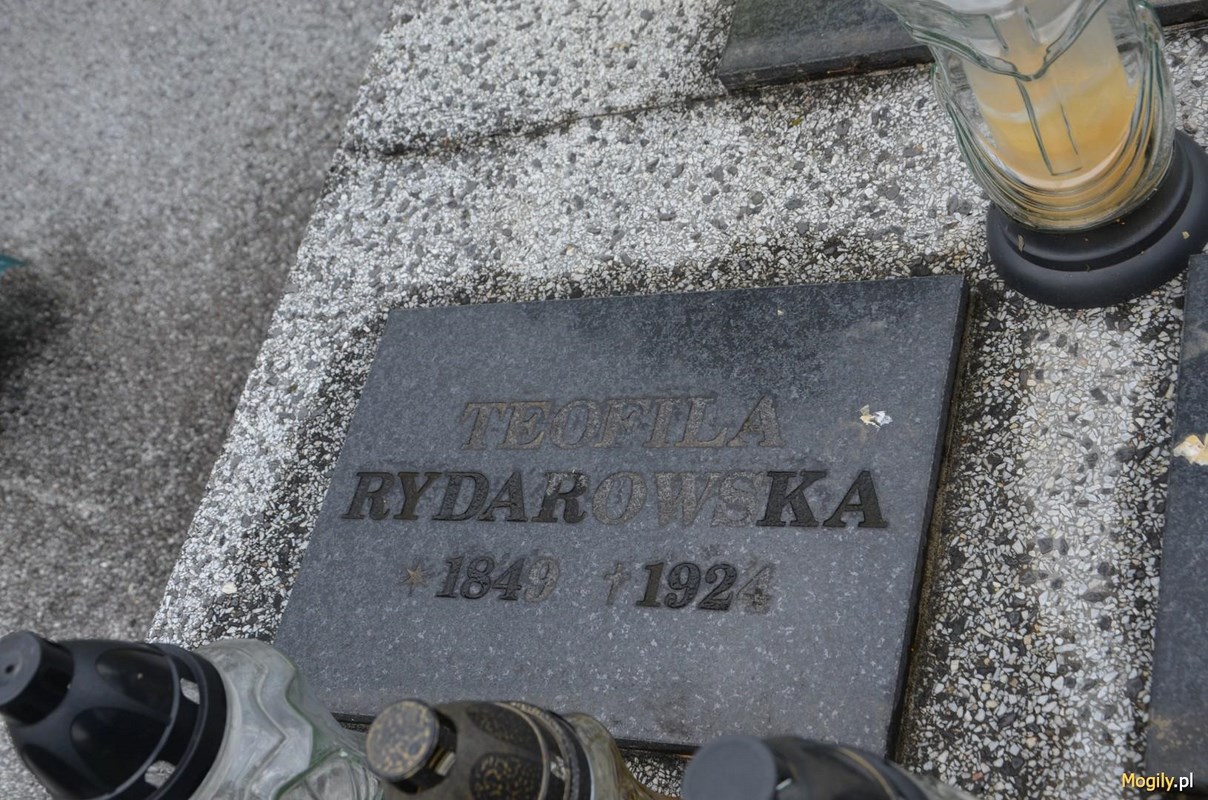 TEOFILA
RYDAROWSKA
* 1849 † 1924
Mogily.pl